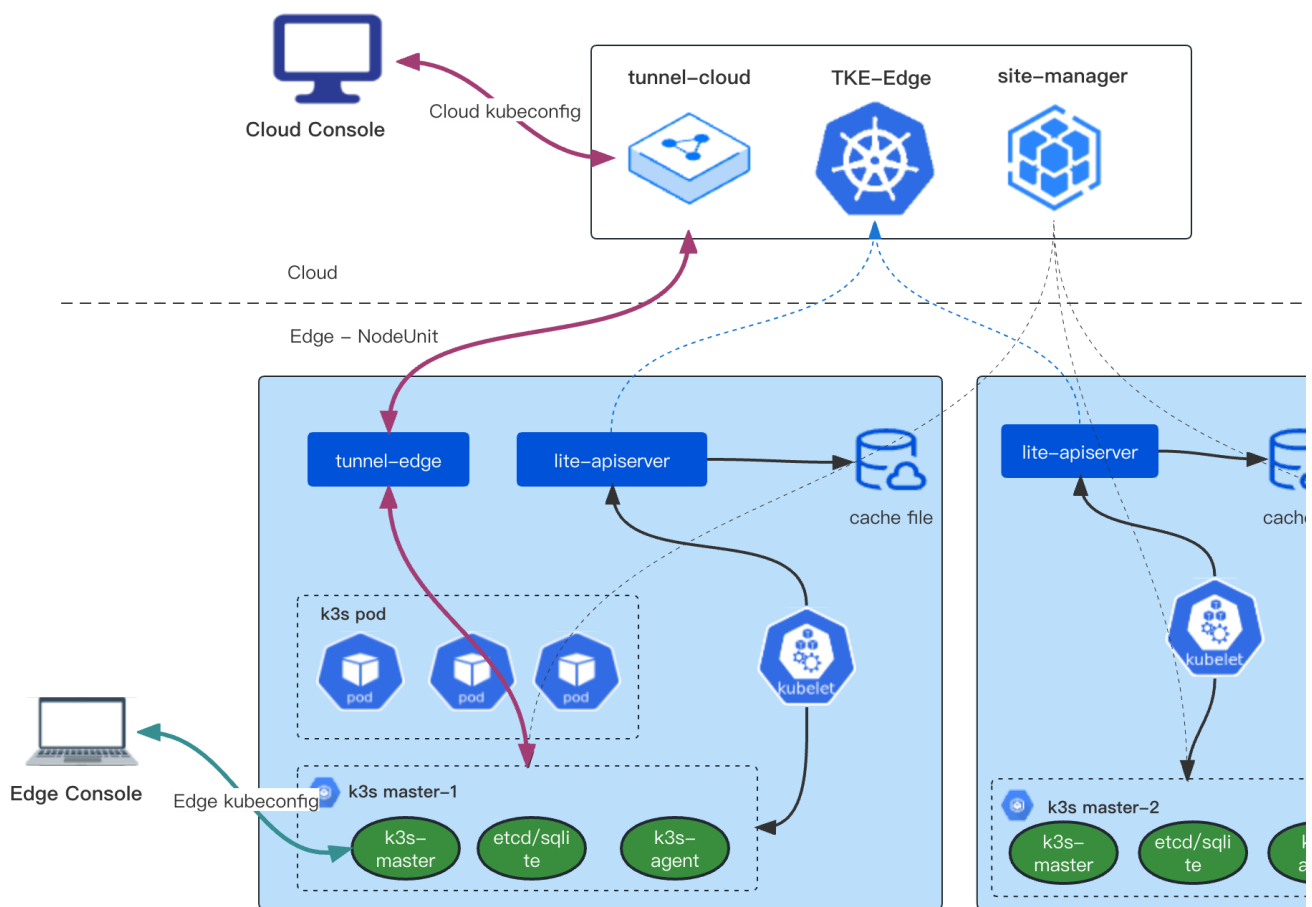 tunnel-cloud
TKE-Edge
site-manager
Cloud kubeconfig
Cloud Console
Cloud
Edge - NodeUnit
tunnel-edge
lite-apiserver
cache file
lite-apiserver
cache
k3s pod
pod
pod
pod
kubelet
kubelet
Edge Console
Edge kubeconfig
k3s master-1
k3s-
master
etcd/sqli
te
k3s-
agent
k3s master-2
k3s-
master
etcd/sqli
te